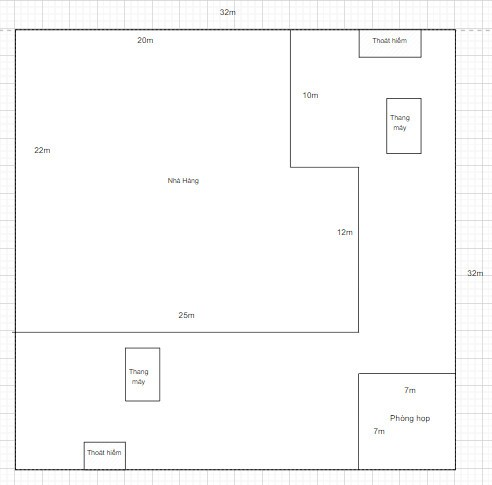 32m
20m
Thoát hiểm
10m
Thang
máy
22m
Nhà Hàng
12m
32m
25m
Thang
máy
7m
Phòng họp
7m
Thoát hiểm